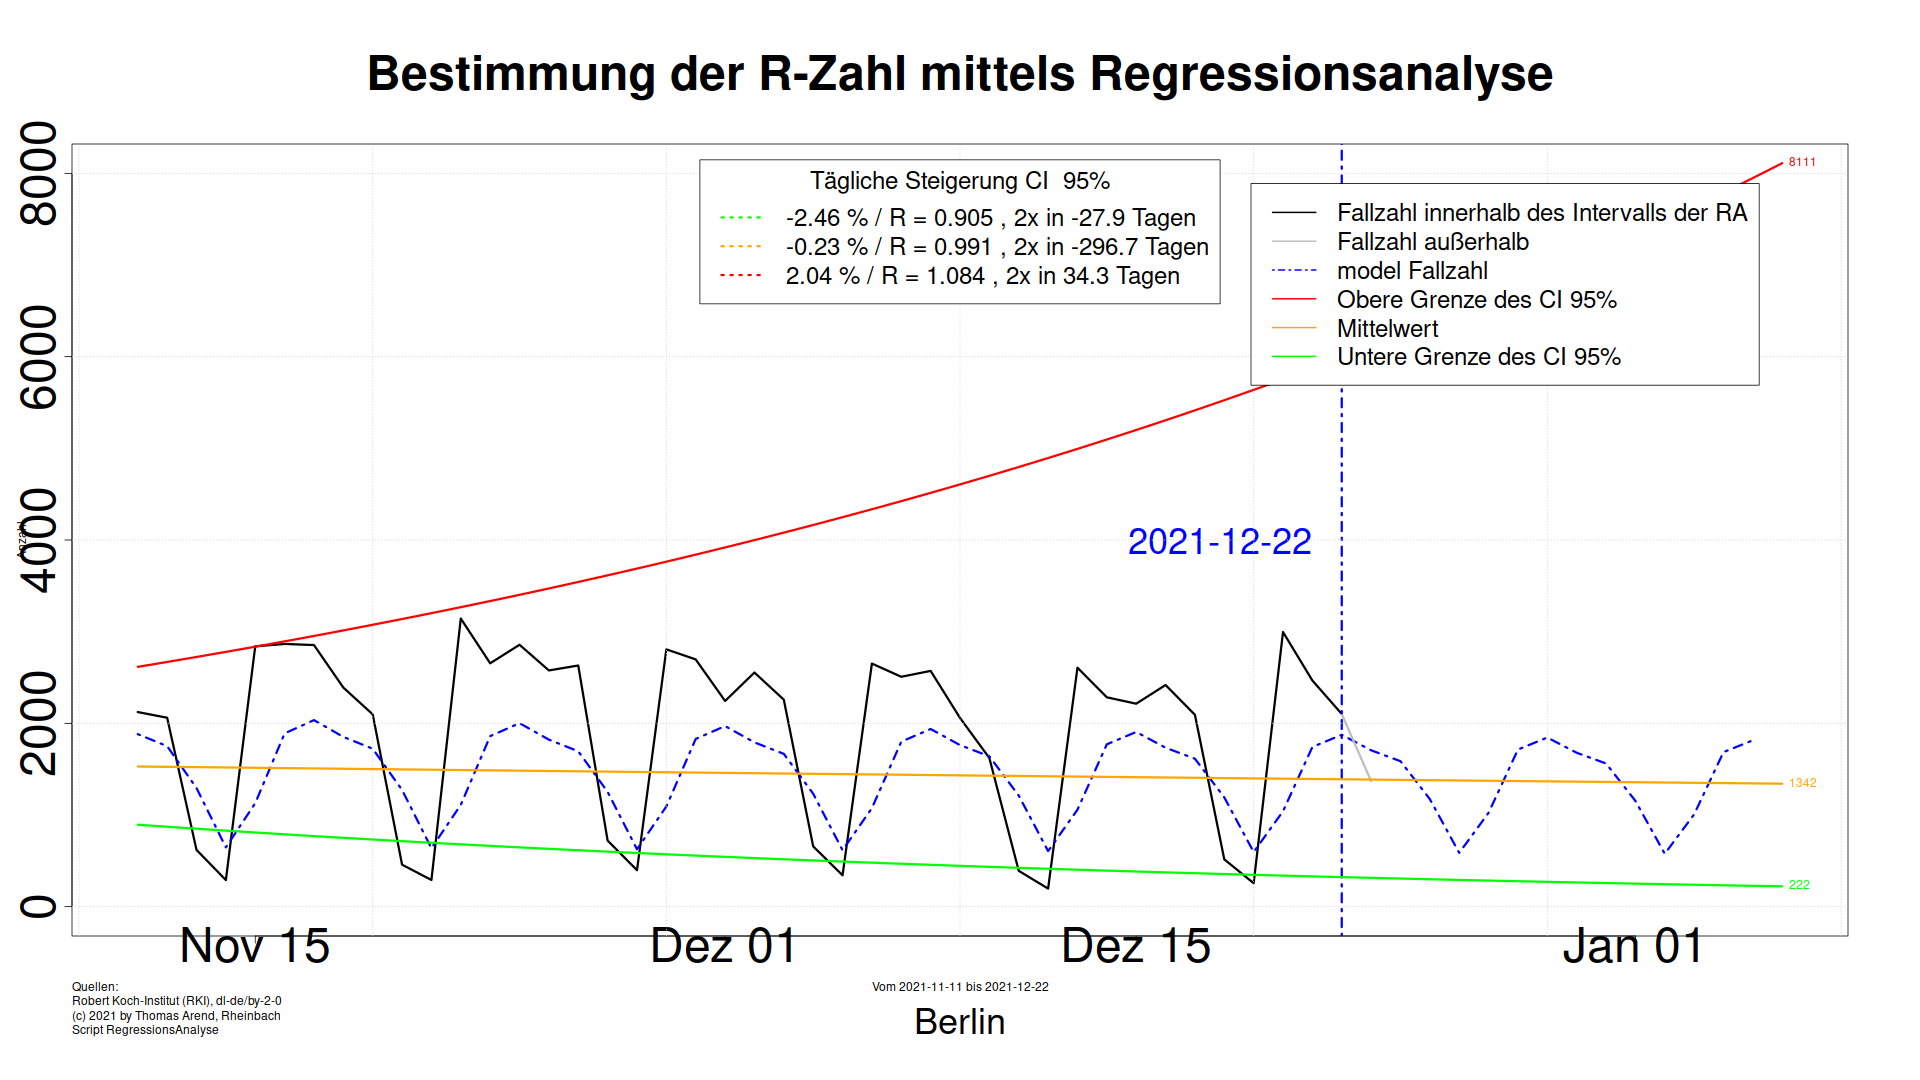 Bestimmung der R-Zahl mittels Regressionsanalyse
Anzahl
8000
6000
4000
2000
0
Tägliche Steigerung CI  95%
-2.46 % / R = 0.905 , 2x in -27.9 Tagen
-0.23 % / R = 0.991 , 2x in -296.7 Tagen
2.04 % / R = 1.084 , 2x in 34.3 Tagen
Fallzahl innerhalb des Intervalls der RA
Fallzahl außerhalb
model Fallzahl
Obere Grenze des CI 95%
Mittelwert
Untere Grenze des CI 95%
8111
2021-12-22
1342
222
Nov 15
Dez 01
Dez 15
Jan 01
Quellen:
Robert Koch-Institut (RKI), dl-de/by-2-0
(c) 2021 by Thomas Arend, Rheinbach
Script RegressionsAnalyse
Vom 2021-11-11 bis 2021-12-22
Berlin